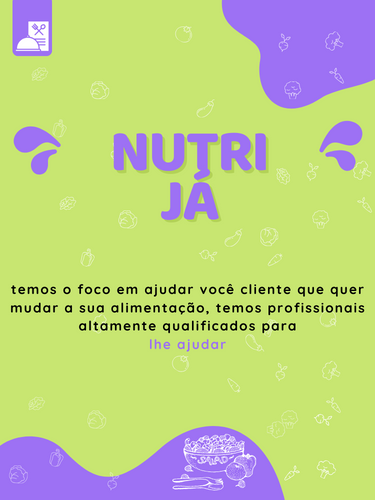 NUTRI
JÁ
temos o foco em ajudar você cliente que quer
mudar a sua alimentação, temos profissionais
altamente qualificados para
lhe ajudar
SALAD